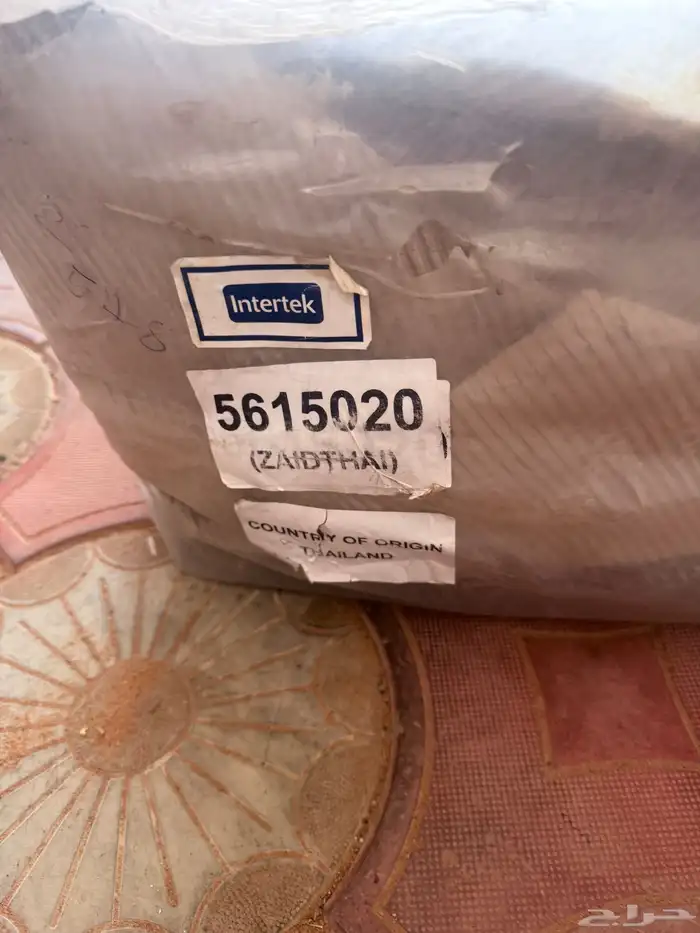 Intertek
5615020
(ZAIDTHAI)
COUNTRY OF ORIGIN
THAILAND
حراج